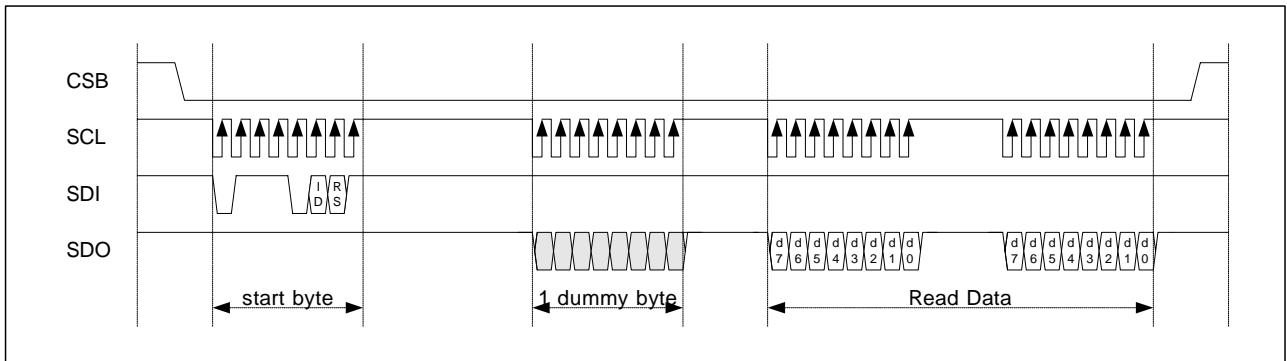 CSB
SCL
SDI
I D
R S
SDO
d 7
d 6
d 5
d 4
d 3
d 2
d 1
d 0
d 7
d 6
d 5
d 4
d 3
d 2
d 1
d 0
start byte
1 dummy byte
Read Data